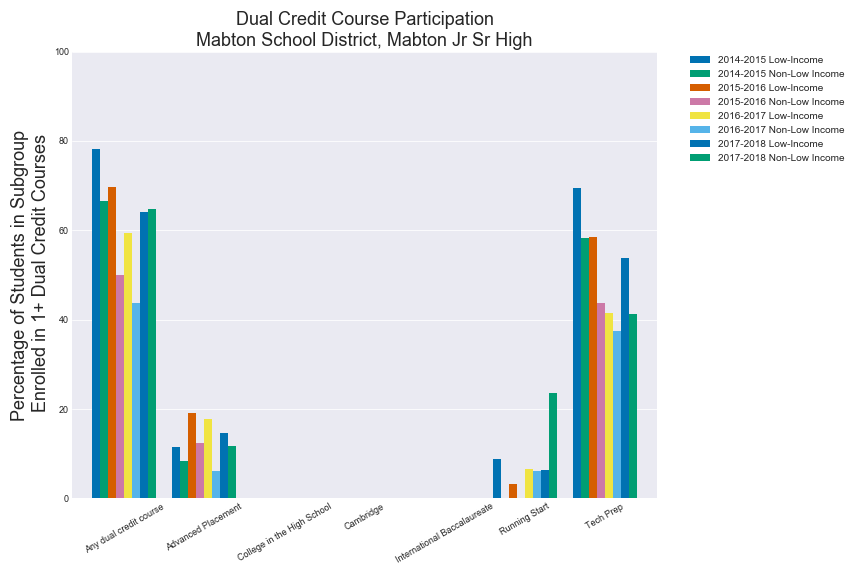 Dual Credit Course Participation
Mabton School District, Mabton Jr Sr High
Percentage of Students in Subgroup
Enrolled in 1+ Dual Credit Courses
100
80
60
40
20
0
Any dual credit course
Advanced Placement
College in the High School
Cambridge
International Baccalaureate
Running Start
Tech Prep
2014-2015 Low-Income
2014-2015 Non-Low Income
2015-2016 Low-Income
2015-2016 Non-Low Income
2016-2017 Low-Income
2016-2017 Non-Low Income
2017-2018 Low-Income
2017-2018 Non-Low Income